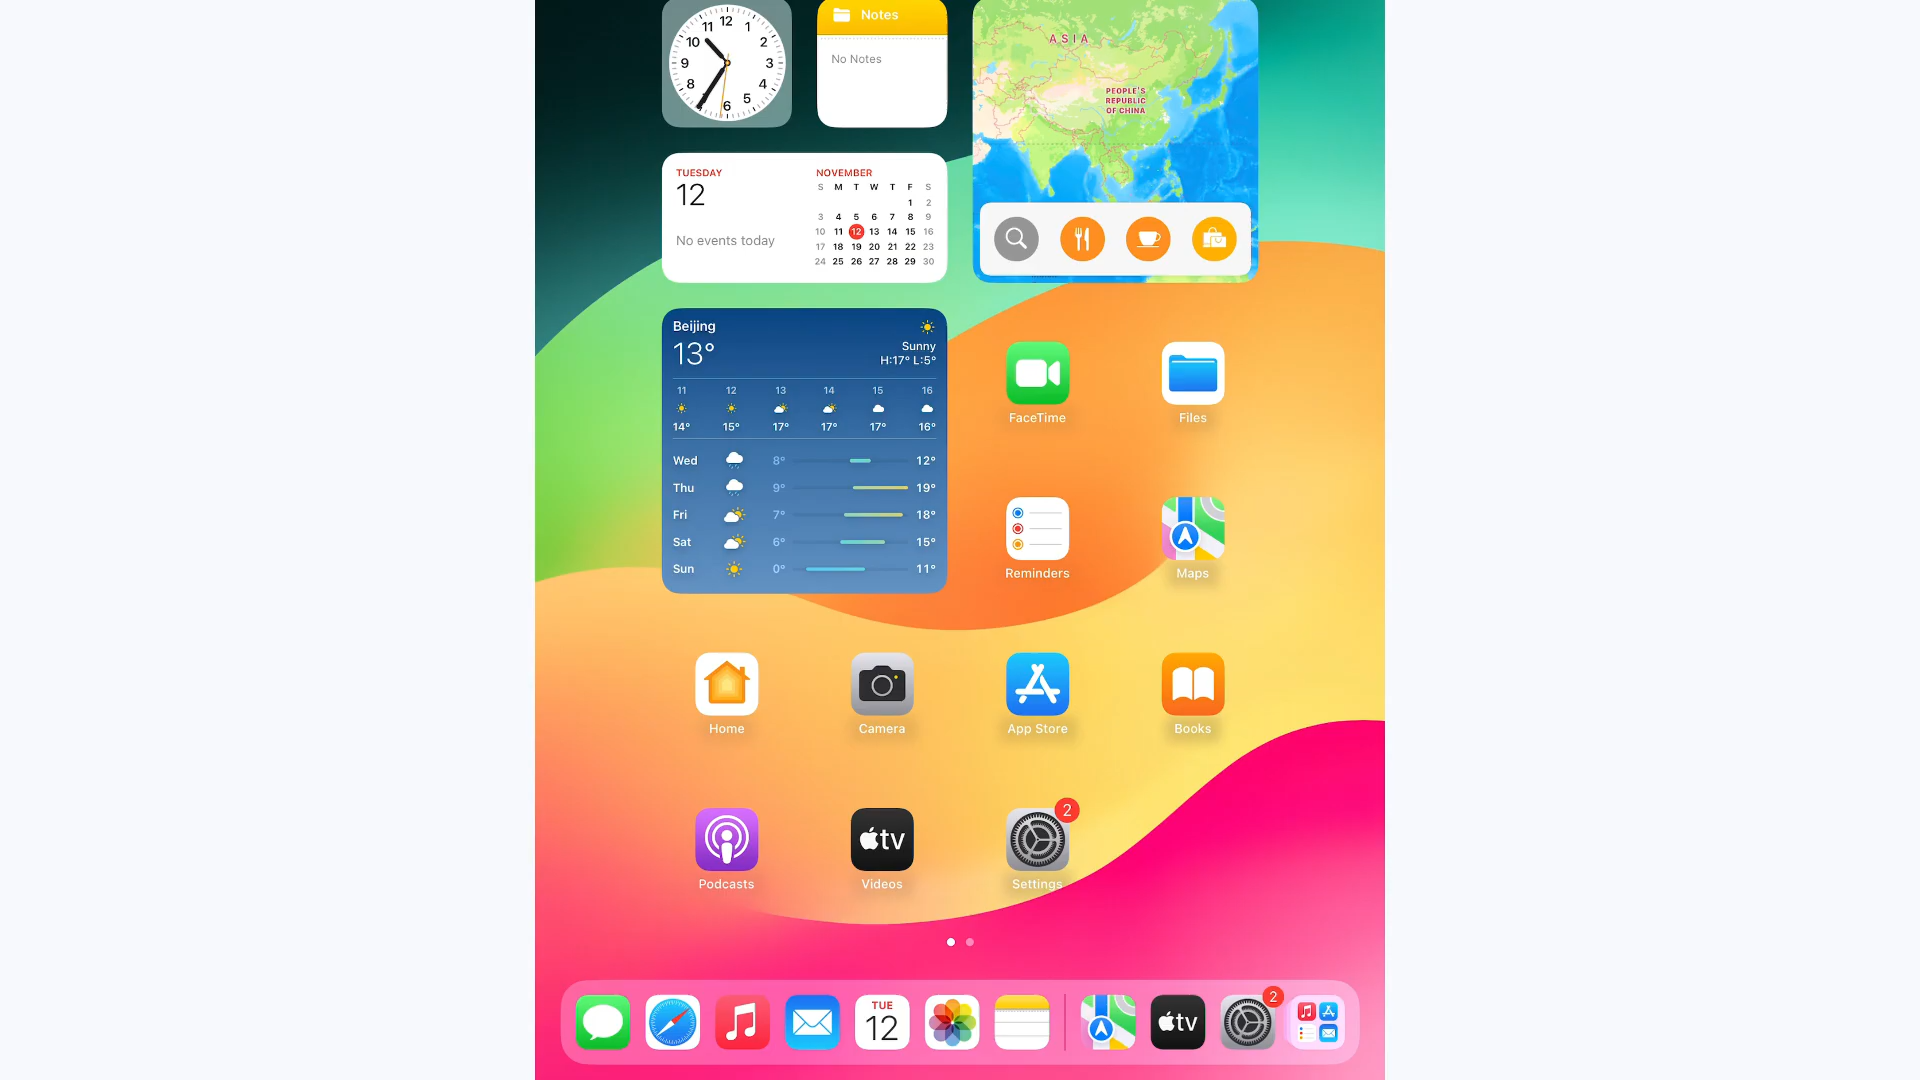 12
11
1
10
2
9
3
8
4
5
6
Notes
No Notes
ASIA
PEOPLE'S
REPUBLIC
OF CHINA
TUESDAY
12
No events today
NOVEMBER
S M T W T F S
1 2
3 4 5 6 7 8 9
10 11 12 13 14 15 16
17 18 19 20 21 22 23
24 25 26 27 28 29 30
Beijing
13°
Sunny
H:17° L:5°
11 12 13 14 15 16
14° 15° 17° 17° 17° 16°
Wed 8° 12°
Thu 9° 19°
Fri 7° 18°
Sat 6° 15°
Sun 0° 11°
FaceTime
Files
Reminders
Maps
Home
Camera
App Store
Books
2
tv
Podcasts
Videos
Settings
TUE
12
tv
2